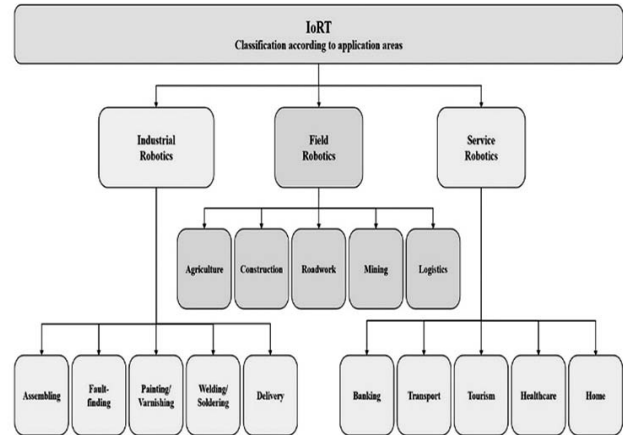 IoRT
Classification according to application areas
Industrial
Robotics
Field
Robotics
Service
Robotics
Agriculture
Construction
Roadwork
Mining
Logistics
Assembling
Fault-
finding
Painting/
Varnishing
Welding/
Soldering
Delivery
Banking
Transport
Tourism
Healthcare
Home